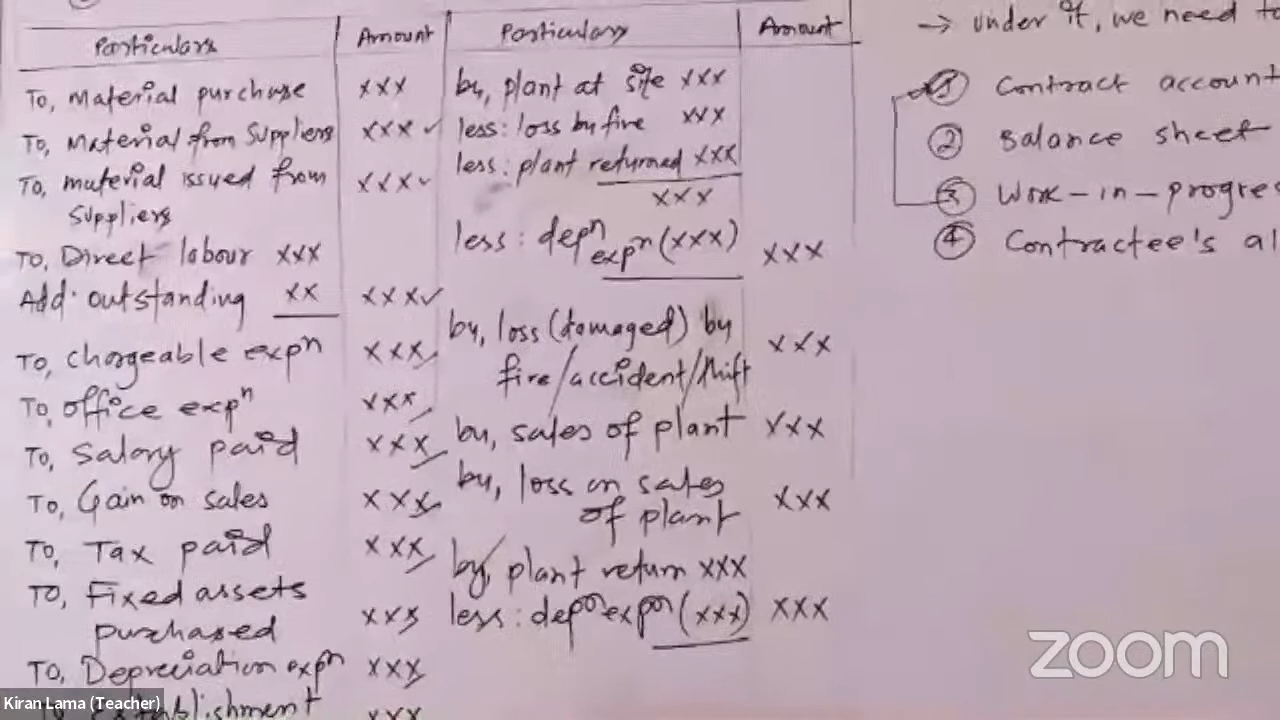 Particulars Amount Particulars Amount
To, Material purchase xxx
To, Material from Suppliers xxx
To, material issued from xxx
Suppliers
To, Direct labour xxx
Add: outstanding xx xxx
To, Chargeable expn xxx
To, office expn xxx
To, Salary paid xxx
To, Gain on sales xxx
To, Tax paid xxx
To, Fixed assets
purchased xxx
To, Depreciation expn xxx
establishment xxx
by, plant at site xxx
less: loss by fire xxx
less: plant returned xxx
xxx
less: depn expn (xxx) xxx
by, loss (damaged) by xxx
fire/accident/thift
by, sales of plant xxx
by, loss on sales
of plant xxx
by, plant return xxx
less: depn expn (xxx) xxx
→ under it, we need to
① Contract account
② Balance sheet
③ Work-in-progres
④ Contractee's a/
zoom
Kiran Lama (Teacher)